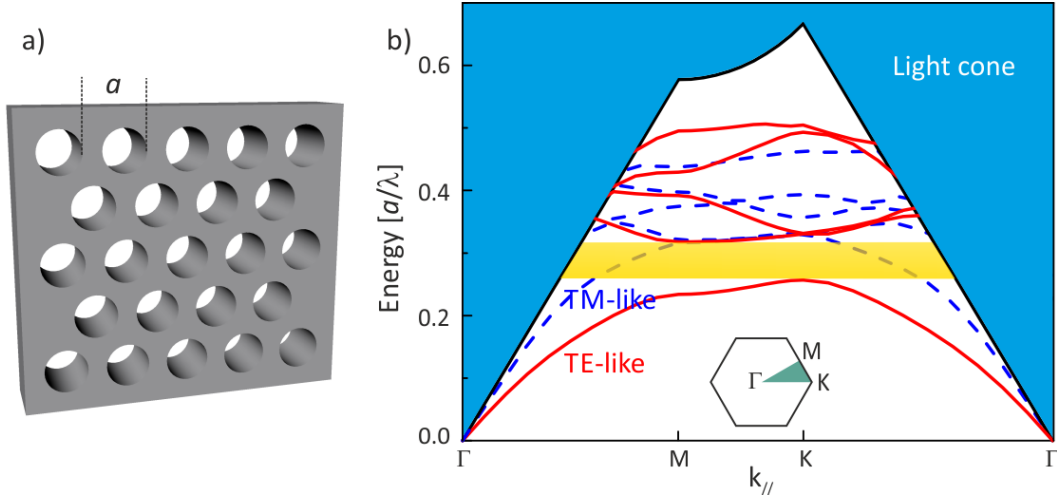 a)
a
b)
Energy [a/λ]
0.6
0.4
0.2
0.0
Light cone
TM-like
TE-like
M
Γ
K
Γ
M
K
Γ
k//